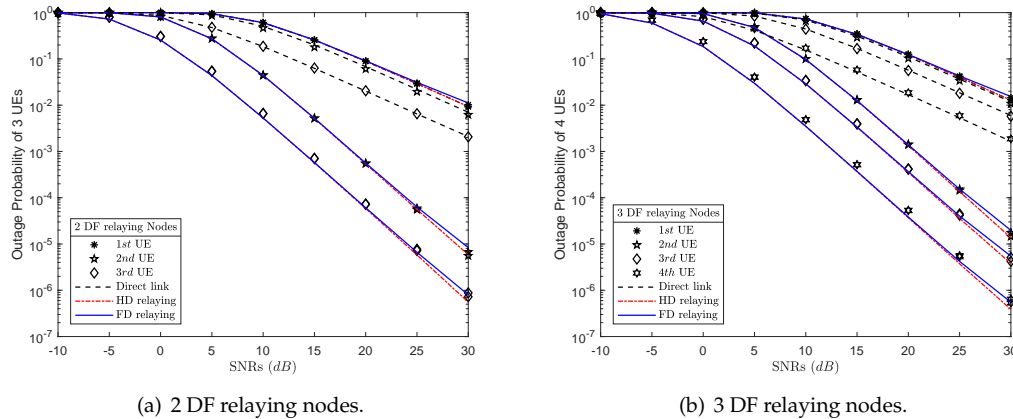 Outage Probability of 3 UEs
10^0
10^-1
10^-2
10^-3
10^-4
10^-5
10^-6
10^-7
2 DF relaying Nodes
1st UE
2nd UE
3rd UE
Direct link
HD relaying
FD relaying
-10 -5 0 5 10 15 20 25 30
SNRs (dB)
(a) 2 DF relaying nodes.
Outage Probability of 4 UEs
10^0
10^-1
10^-2
10^-3
10^-4
10^-5
10^-6
10^-7
3 DF relaying Nodes
1st UE
2nd UE
3rd UE
4th UE
Direct link
HD relaying
FD relaying
-10 -5 0 5 10 15 20 25 30
SNRs (dB)
(b) 3 DF relaying nodes.